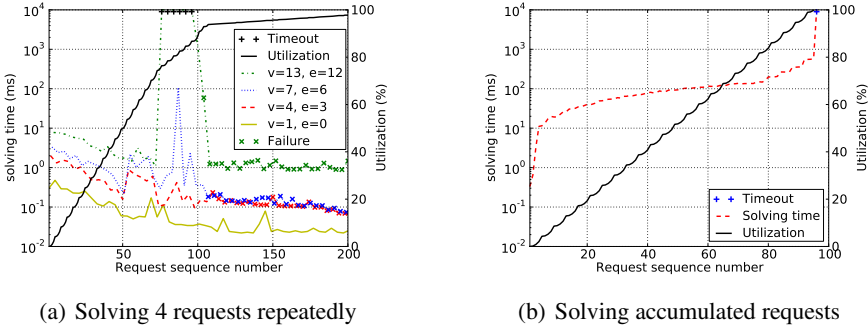 10^4
10^3
10^2
10^1
10^0
10^-1
10^-2
solving time (ms)
50
100
150
200
Request sequence number
100
80
60
40
20
0
Utilization (%)
Timeout
Utilization
v=13, e=12
v=7, e=6
v=4, e=3
v=1, e=0
Failure
(a) Solving 4 requests repeatedly
10^4
10^3
10^2
10^1
10^0
10^-1
10^-2
solving time (ms)
20
40
60
80
100
Request sequence number
100
80
60
40
20
0
Utilization (%)
Timeout
Solving time
Utilization
(b) Solving accumulated requests